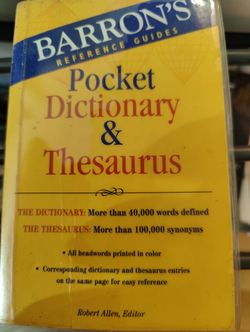 BARRON'S
REFERENCE GUIDES
Pocket
Dictionary
&
Thesaurus
THE DICTIONARY: More than 40,000 words defined
THE THESAURUS: More than 100,000 synonyms
• All headwords printed in color
• Corresponding dictionary and thesaurus entries
on the same page for easy reference
Robert Allen, Editor